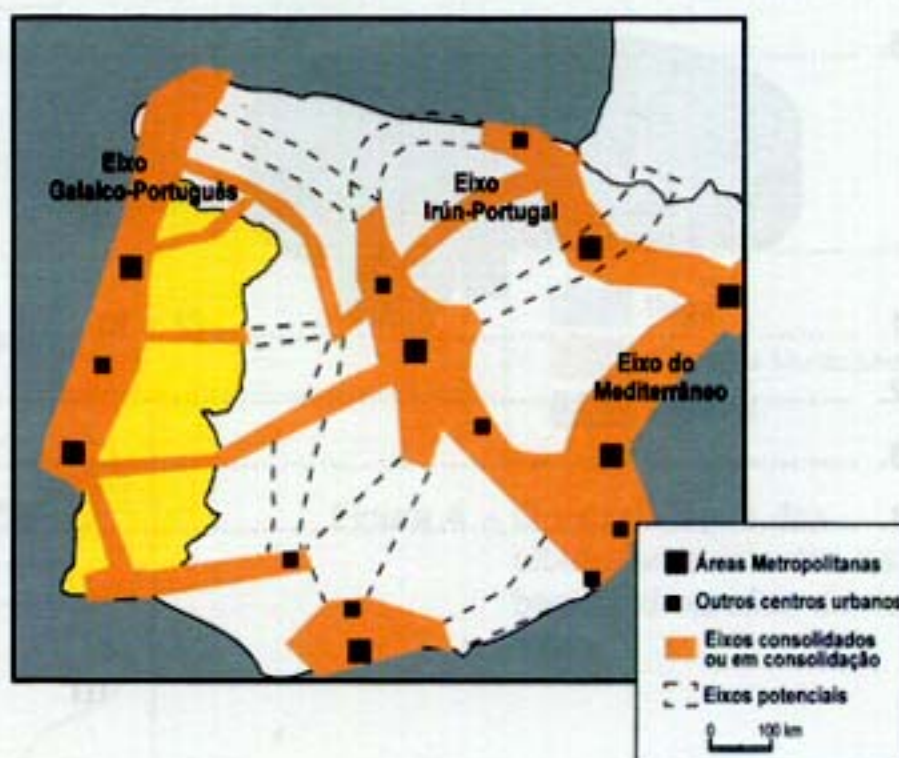 Eixo
Galaico-Português
Eixo
Irún-Portugal
Eixo do
Mediterrâneo
Áreas Metropolitanas
Outros centros urbanos
Eixos consolidados
ou em consolidação
Eixos potenciais
0 100 km